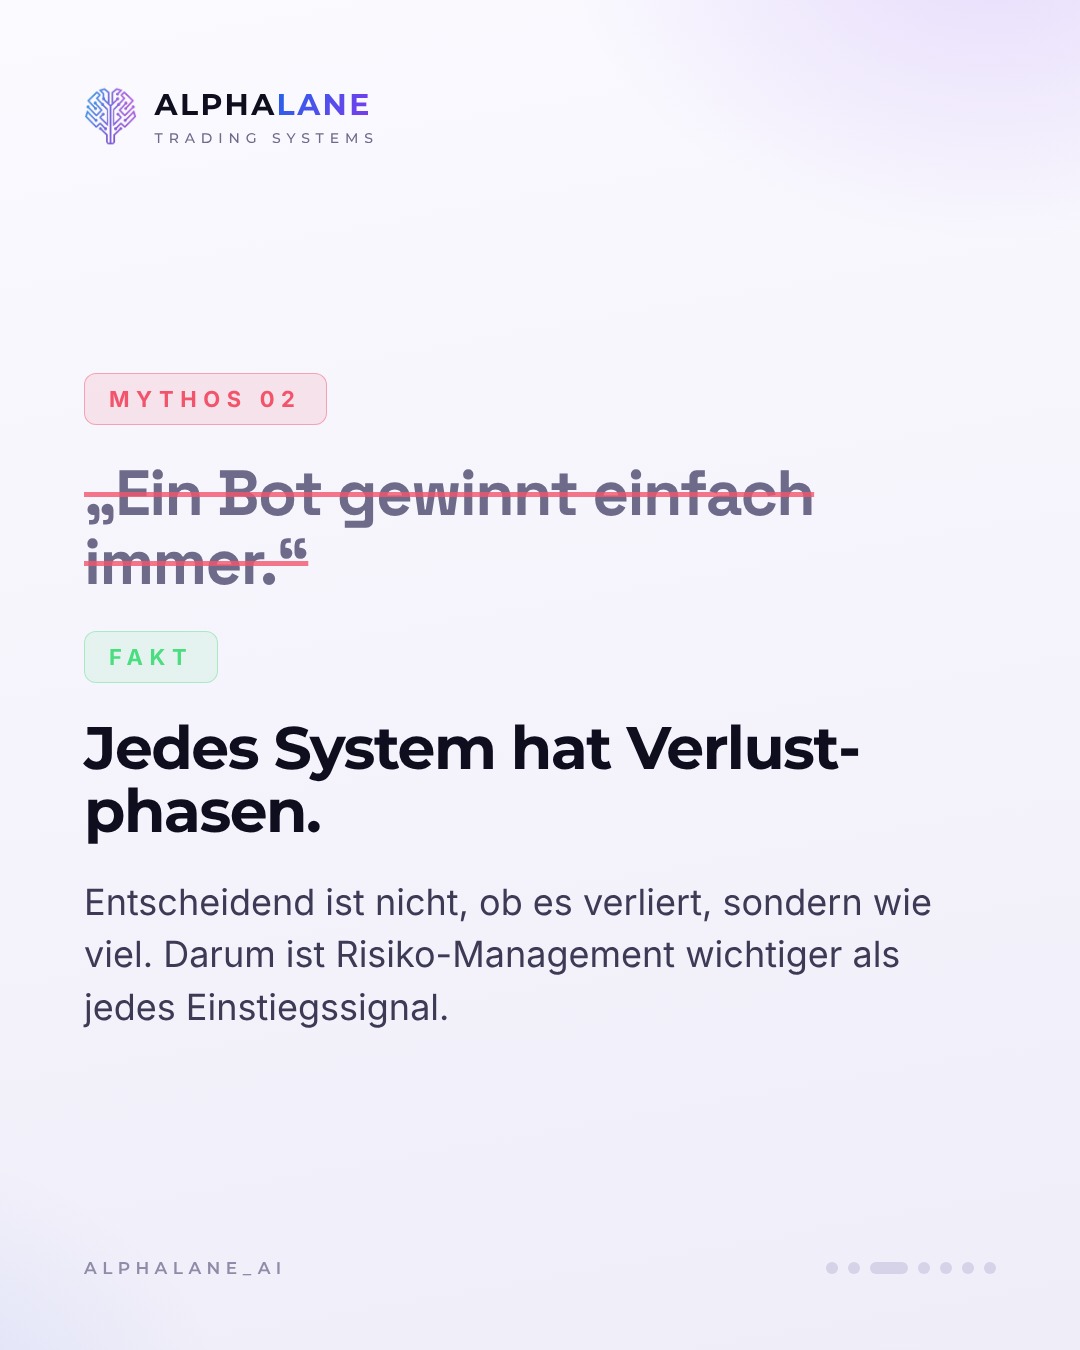 ALPHALANE
TRADING SYSTEMS
MYTHOS 02
„Ein Bot gewinnt einfach
immer.“
FAKT
Jedes System hat Verlust-
phasen.
Entscheidend ist nicht, ob es verliert, sondern wie
viel. Darum ist Risiko-Management wichtiger als
jedes Einstiegssignal.
ALPHALANE_AI